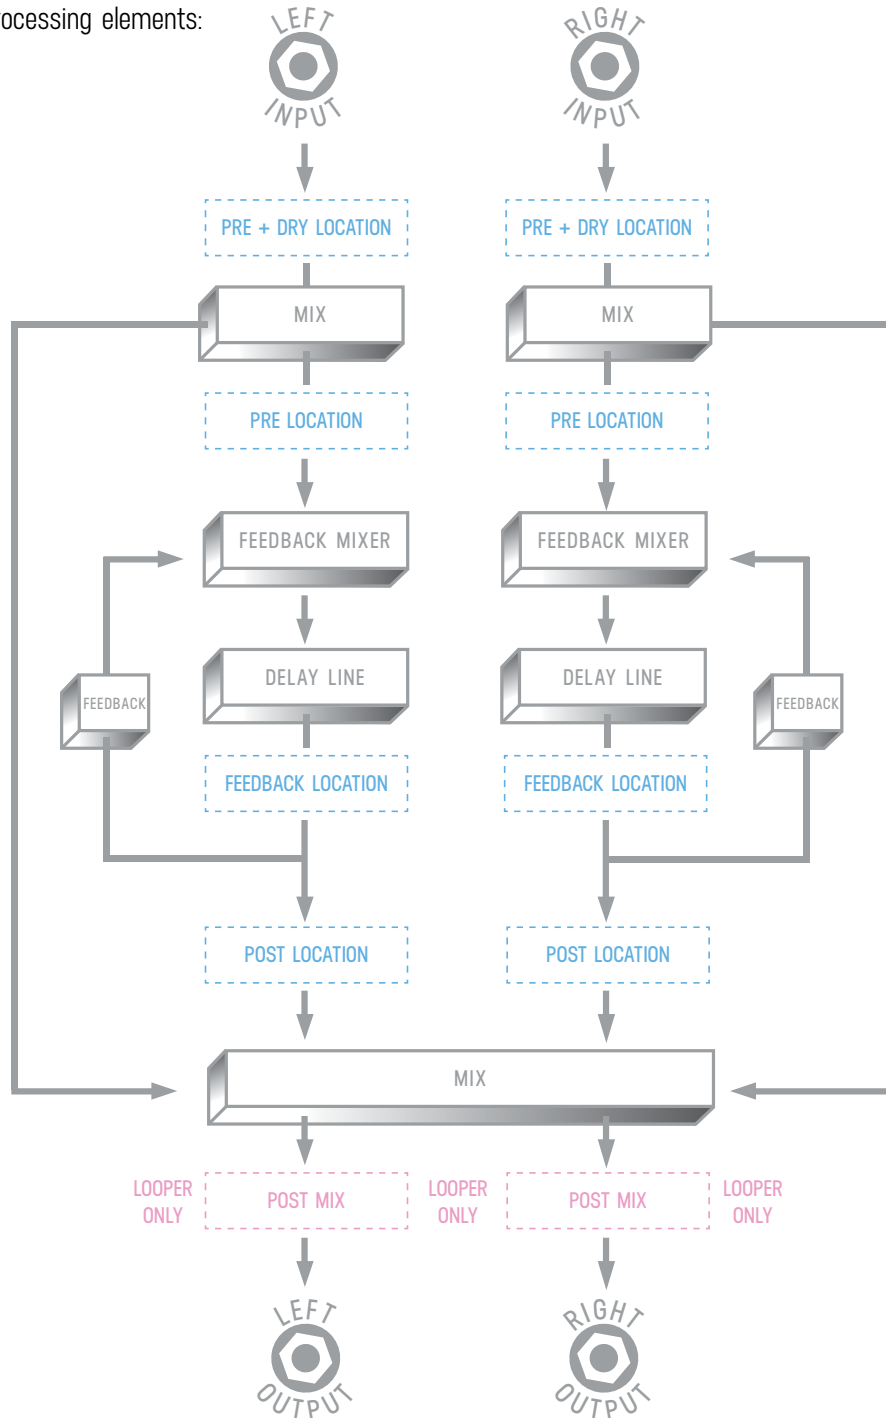 rocessing elements:
LEFT
INPUT
RIGHT
INPUT
PRE + DRY LOCATION
PRE + DRY LOCATION
MIX
MIX
PRE LOCATION
PRE LOCATION
FEEDBACK MIXER
FEEDBACK MIXER
DELAY LINE
DELAY LINE
FEEDBACK
FEEDBACK
FEEDBACK LOCATION
FEEDBACK LOCATION
POST LOCATION
POST LOCATION
MIX
LOOPER
ONLY
POST MIX
LOOPER
ONLY
POST MIX
LOOPER
ONLY
LEFT
OUTPUT
RIGHT
OUTPUT